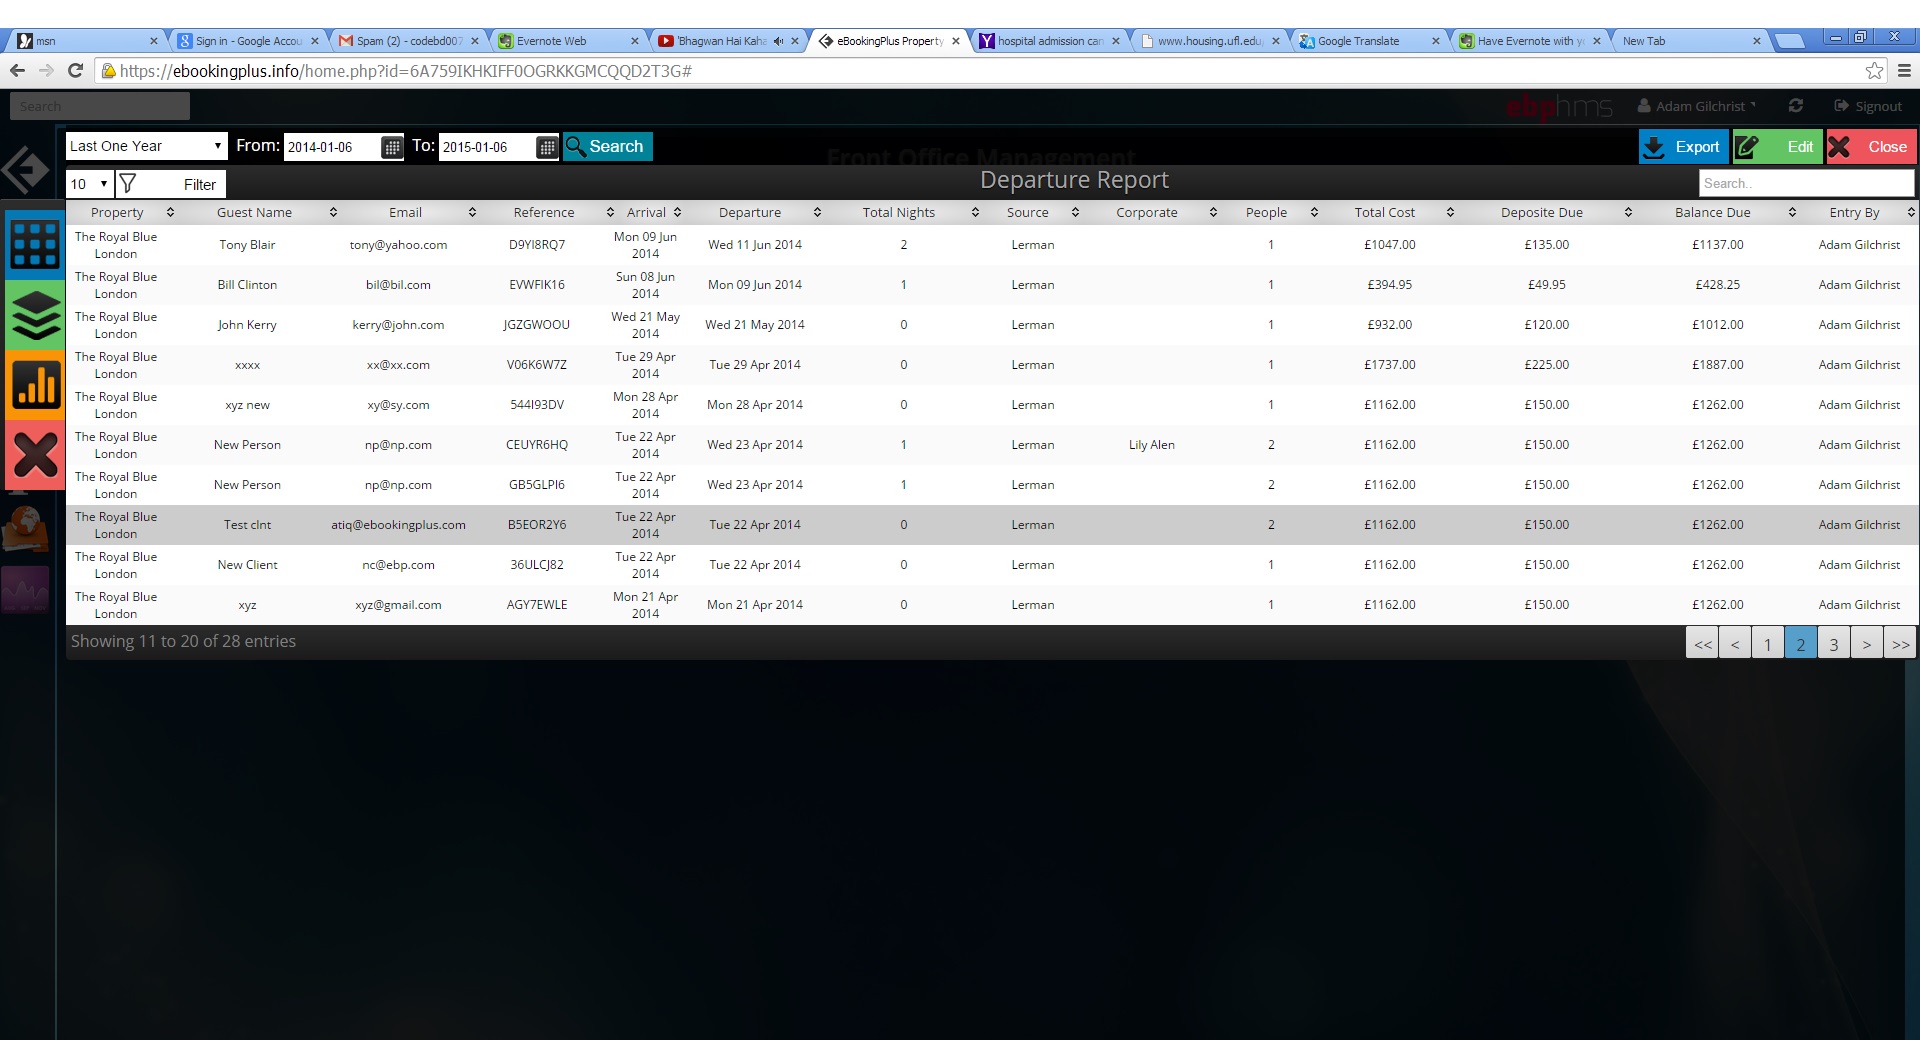 msn
Sign in - Google Accou
Spam (2) - codebd007
Evernote Web
'Bhagwan Hai Kaha
eBookingPlus Property
hospital admission can
www.housing.ufl.edu
Google Translate
Have Evernote with yo
New Tab
https://ebookingplus.info/home.php?id=6A759IKHKIFF0OGRKKGMCQQD2T3G#
Search
ebphms
Adam Gilchrist
Signout
Last One Year From: 2014-01-06 To: 2015-01-06 Search
Front Office Management
Export Edit Close
10 Filter
Departure Report
Search..
Property Guest Name Email Reference Arrival Departure Total Nights Source Corporate People Total Cost Deposite Due Balance Due Entry By
The Royal Blue London Tony Blair tony@yahoo.com D9YI8RQ7 Mon 09 Jun 2014 Wed 11 Jun 2014 2 Lerman 1 £1047.00 £135.00 £1137.00 Adam Gilchrist
The Royal Blue London Bill Clinton bil@bil.com EVWFIK16 Sun 08 Jun 2014 Mon 09 Jun 2014 1 Lerman 1 £394.95 £49.95 £428.25 Adam Gilchrist
The Royal Blue London John Kerry kerry@john.com JGZGWOOU Wed 21 May 2014 Wed 21 May 2014 0 Lerman 1 £932.00 £120.00 £1012.00 Adam Gilchrist
The Royal Blue London xxxx xx@xx.com V06K6W7Z Tue 29 Apr 2014 Tue 29 Apr 2014 0 Lerman 1 £1737.00 £225.00 £1887.00 Adam Gilchrist
The Royal Blue London xyz new xy@sy.com 544I93DV Mon 28 Apr 2014 Mon 28 Apr 2014 0 Lerman 1 £1162.00 £150.00 £1262.00 Adam Gilchrist
The Royal Blue London New Person np@np.com CEUYR6HQ Tue 22 Apr 2014 Wed 23 Apr 2014 1 Lerman Lily Alen 2 £1162.00 £150.00 £1262.00 Adam Gilchrist
The Royal Blue London New Person np@np.com GB5GLPI6 Tue 22 Apr 2014 Wed 23 Apr 2014 1 Lerman 2 £1162.00 £150.00 £1262.00 Adam Gilchrist
The Royal Blue London Test clnt atiq@ebookingplus.com B5EOR2Y6 Tue 22 Apr 2014 Tue 22 Apr 2014 0 Lerman 2 £1162.00 £150.00 £1262.00 Adam Gilchrist
The Royal Blue London New Client nc@ebp.com 36ULCJ82 Tue 22 Apr 2014 Tue 22 Apr 2014 0 Lerman 1 £1162.00 £150.00 £1262.00 Adam Gilchrist
The Royal Blue London xyz xyz@gmail.com AGY7EWLE Mon 21 Apr 2014 Mon 21 Apr 2014 0 Lerman 1 £1162.00 £150.00 £1262.00 Adam Gilchrist
Showing 11 to 20 of 28 entries
<< < 1 2 3 > >>